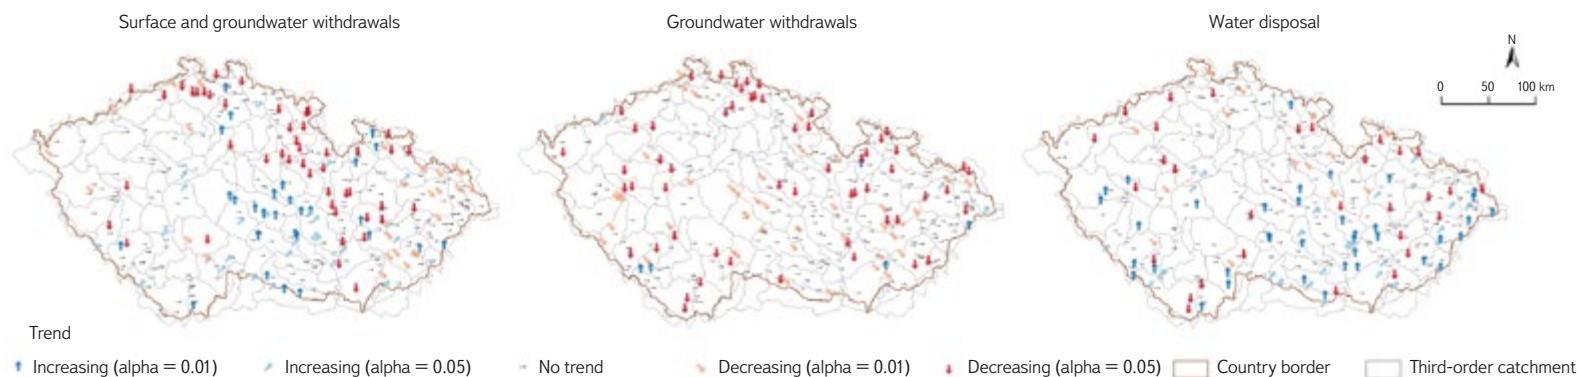 Surface and groundwater withdrawals
Groundwater withdrawals
Water disposal
N
0 50 100 km
Trend
Increasing (alpha = 0.01) Increasing (alpha = 0.05) No trend Decreasing (alpha = 0.01) Decreasing (alpha = 0.05) Country border Third-order catchment